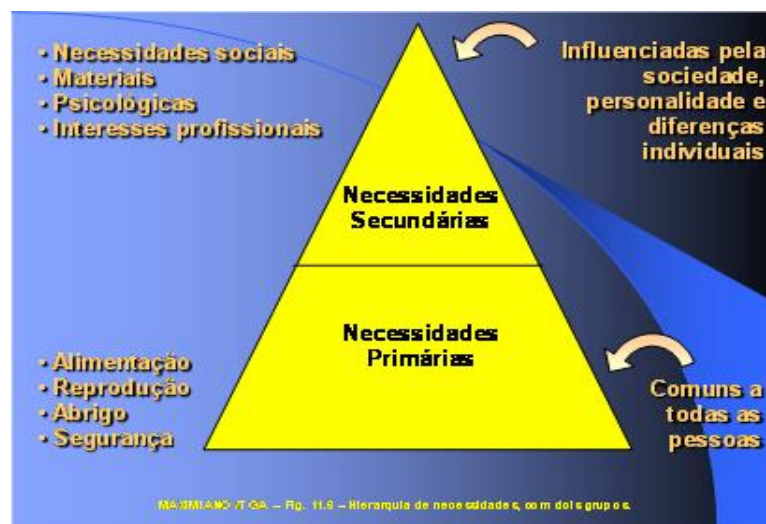 • Necessidades sociais
• Materiais
• Psicológicas
• Interesses profissionais
Influenciadas pela
sociedade,
personalidade e
diferenças
individuais
Necessidades
Secundárias
Necessidades
Primárias
• Alimentação
• Reprodução
• Abrigo
• Segurança
Comuns a
todas as
pessoas
MAXIMIANO /TGA – Fig. 11.6 – Hierarquia de necessidades, com dois grupos.